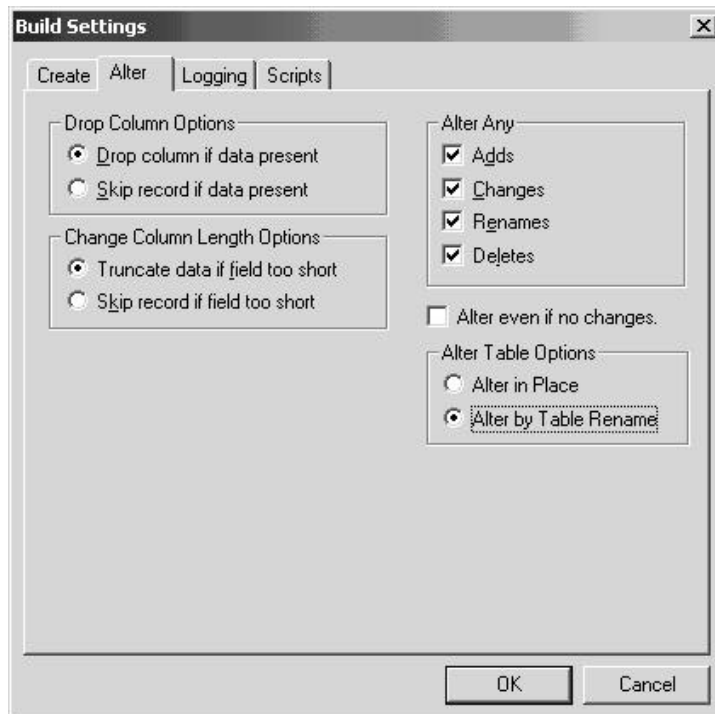 Build Settings
Create Alter Logging Scripts
Drop Column Options
Drop column if data present
Skip record if data present
Change Column Length Options
Truncate data if field too short
Skip record if field too short
Alter Any
Adds
Changes
Renames
Deletes
Alter even if no changes.
Alter Table Options
Alter in Place
Alter by Table Rename
OK Cancel